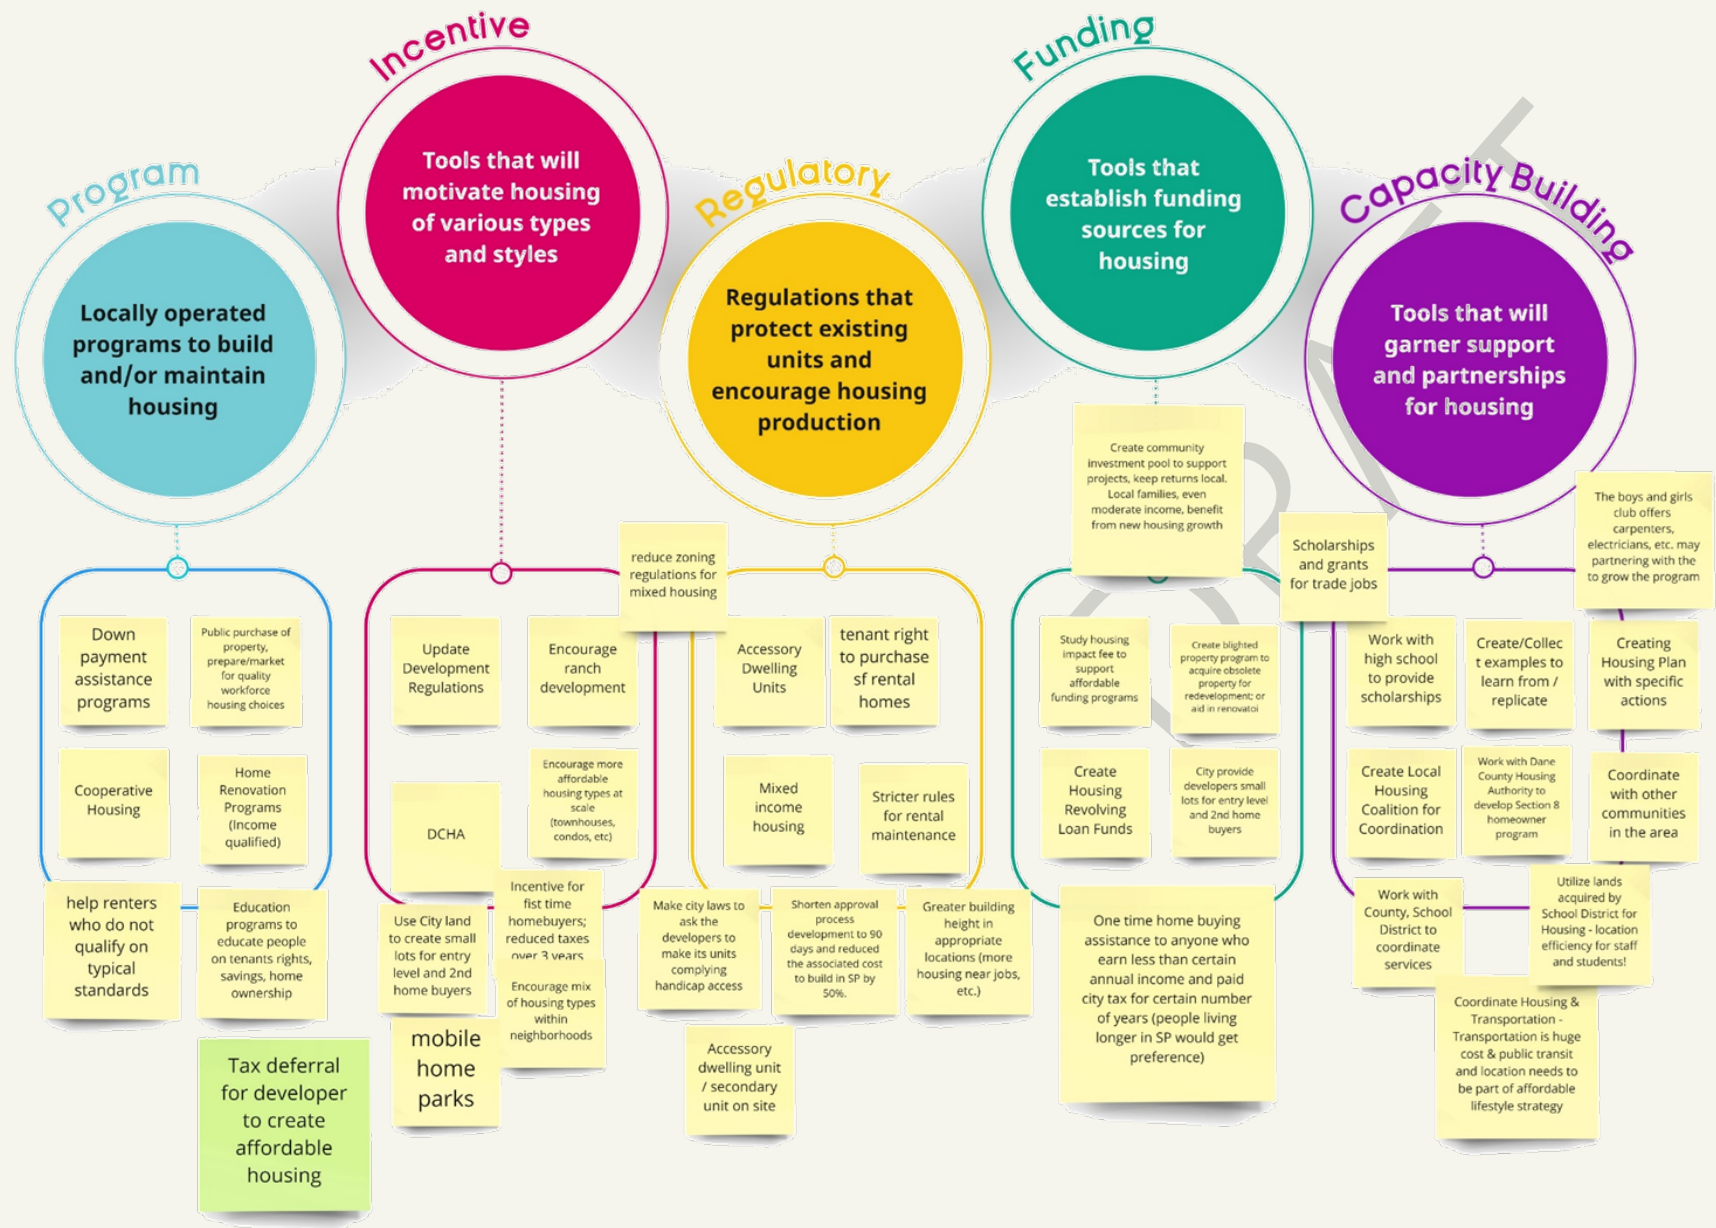 Program
Locally operated
programs to build
and/or maintain
housing
Down
payment
assistance
programs
Public purchase of
property,
prepare/market
for quality
workforce
housing choices
Cooperative
Housing
Home
Renovation
Programs
(Income
qualified)
help renters
who do not
qualify on
typical
standards
Education
programs to
educate people
on tenants rights,
savings, home
ownership
Tax deferral
for developer
to create
affordable
housing
Incentive
Tools that will
motivate housing
of various types
and styles
Update
Development
Regulations
Encourage
ranch
development
DCHA
Encourage more
affordable
housing types at
scale
(townhouses,
condos, etc)
Use City land
to create small
lots for entry
level and 2nd
home buyers
Incentive for
fist time
homebuyers;
reduced taxes
over 3 years
Encourage mix
of housing types
within
neighborhoods
mobile
home
parks
reduce zoning
regulations for
mixed housing
Regulatory
Regulations that
protect existing
units and
encourage housing
production
Accessory
Dwelling
Units
tenant right
to purchase
sf rental
homes
Mixed
income
housing
Stricter rules
for rental
maintenance
Make city laws to
ask the
developers to
make its units
complying
handicap access
Shorten approval
process
development to 90
days and reduced
the associated cost
to build in SP by
50%.
Greater building
height in
appropriate
locations (more
housing near jobs,
etc.)
Accessory
dwelling unit
/ secondary
unit on site
Funding
Tools that
establish funding
sources for
housing
Create community
investment pool to support
projects, keep returns local.
Local families, even
moderate income, benefit
from new housing growth
Study housing
impact fee to
support
affordable
funding programs
Create blighted
property program to
acquire obsolete
property for
redevelopment; or
aid in renovatoi
Create
Housing
Revolving
Loan Funds
City provide
developers small
lots for entry level
and 2nd home
buyers
One time home buying
assistance to anyone who
earn less than certain
annual income and paid
city tax for certain number
of years (people living
longer in SP would get
preference)
Capacity Building
Tools that will
garner support
and partnerships
for housing
Scholarships
and grants
for trade jobs
The boys and girls
club offers
carpenters,
electricians, etc. may
partnering with the
to grow the program
Work with
high school
to provide
scholarships
Create/Collec
t examples to
learn from /
replicate
Creating
Housing Plan
with specific
actions
Create Local
Housing
Coalition for
Coordination
Work with Dane
County Housing
Authority to
develop Section 8
homeowner
program
Coordinate
with other
communities
in the area
Work with
County, School
District to
coordinate
services
Utilize lands
acquired by
School District for
Housing - location
efficiency for staff
and students!
Coordinate Housing &
Transportation -
Transportation is huge
cost & public transit
and location needs to
be part of affordable
lifestyle strategy
DRAFT